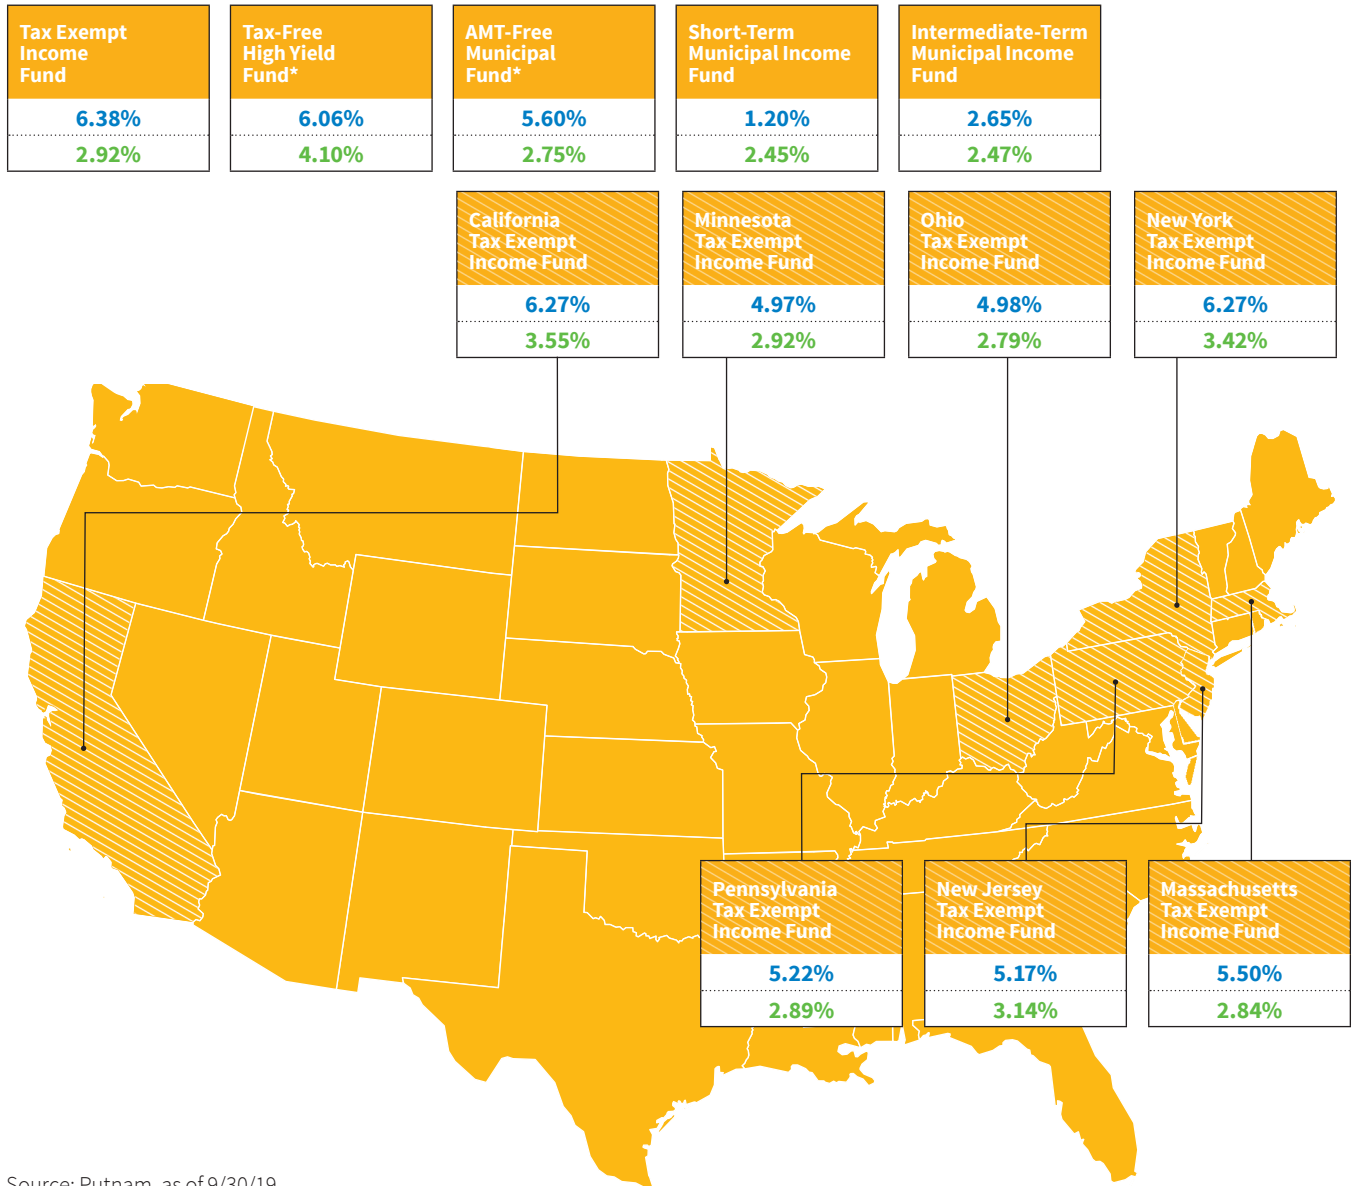 Tax Exempt
Income
Fund
6.38%
2.92%
Tax-Free
High Yield
Fund*
6.06%
4.10%
AMT-Free
Municipal
Fund*
5.60%
2.75%
Short-Term
Municipal Income
Fund
1.20%
2.45%
Intermediate-Term
Municipal Income
Fund
2.65%
2.47%
California
Tax Exempt
Income Fund
6.27%
3.55%
Minnesota
Tax Exempt
Income Fund
4.97%
2.92%
Ohio
Tax Exempt
Income Fund
4.98%
2.79%
New York
Tax Exempt
Income Fund
6.27%
3.42%
Pennsylvania
Tax Exempt
Income Fund
5.22%
2.89%
New Jersey
Tax Exempt
Income Fund
5.17%
3.14%
Massachusetts
Tax Exempt
Income Fund
5.50%
2.84%
Source: Putnam, as of 9/30/19